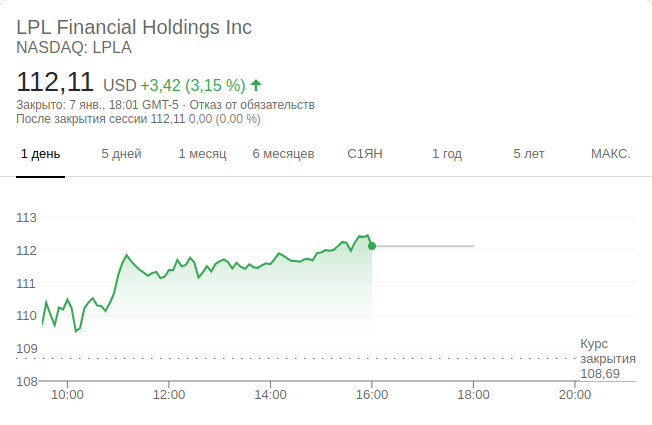 LPL Financial Holdings Inc
NASDAQ: LPLA
112,11 USD +3,42 (3,15 %)
Закрыто: 7 янв., 18:01 GMT-5 · Отказ от обязательств
После закрытия сессии 112,11 0,00 (0,00 %)
1 день 5 дней 1 месяц 6 месяцев С1ЯН 1 год 5 лет МАКС.
113
112
111
110
109
Курс
закрытия
108,69
108
10:00 12:00 14:00 16:00 18:00 20:00